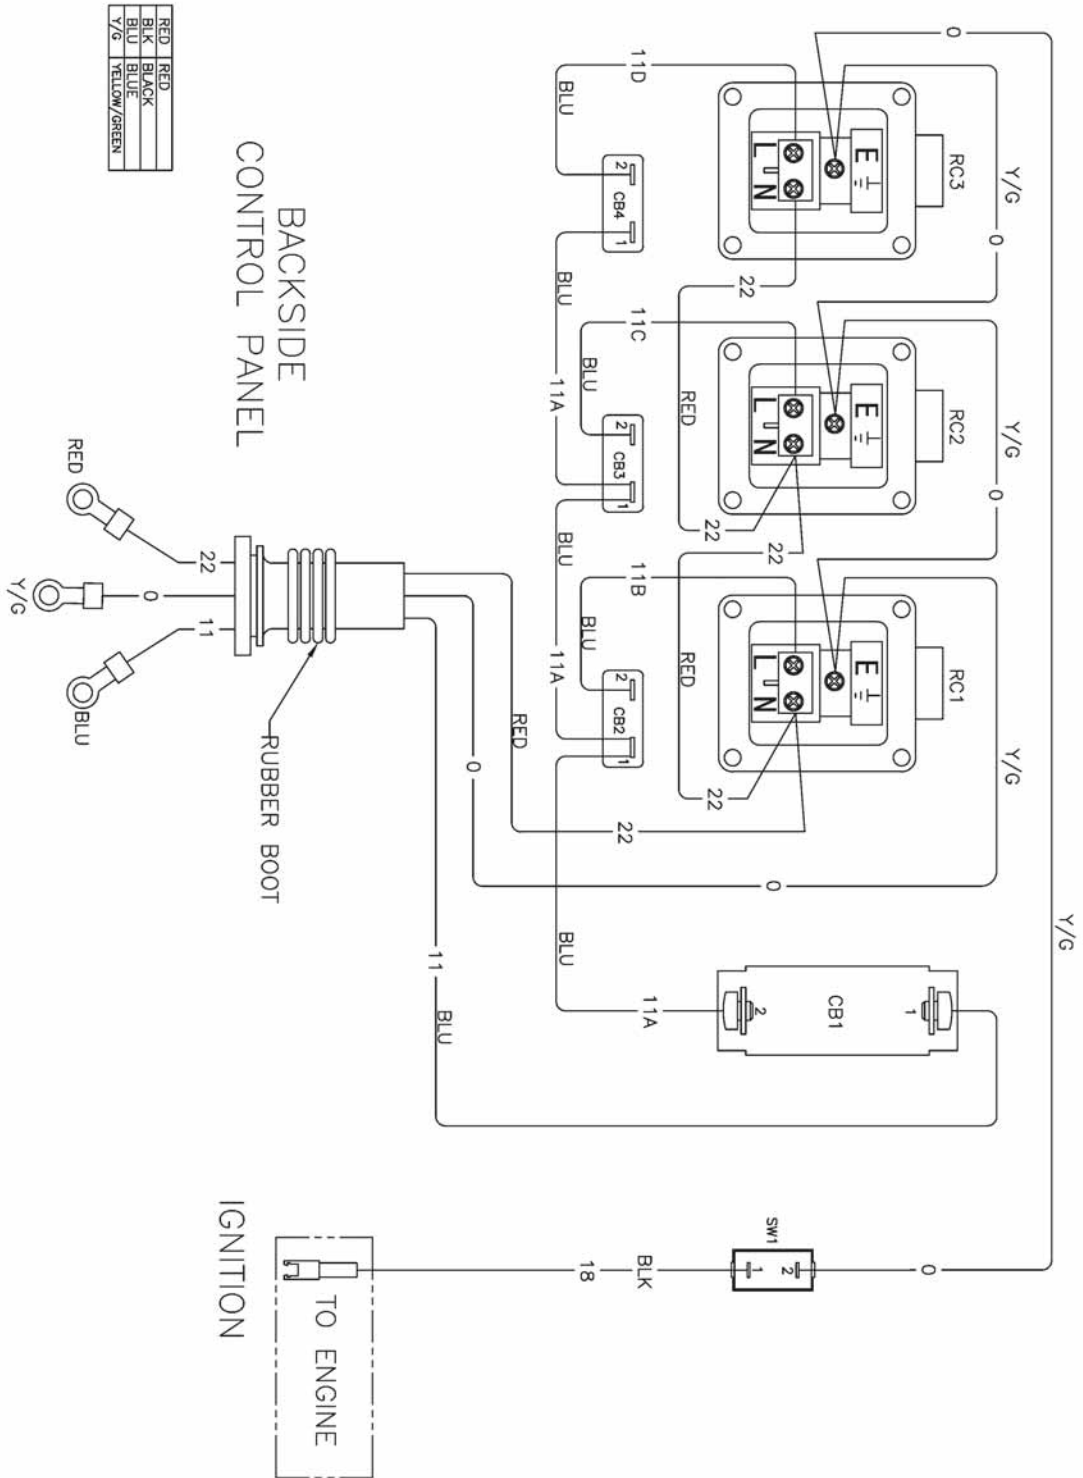 RED RED
BLK BLACK
BLU BLUE
Y/G YELLOW/GREEN
BACKSIDE
CONTROL PANEL
RC3
E
L N
RC2
E
L N
RC1
E
L N
0
Y/G
0
Y/G
0
Y/G
Y/G
0
11D
BLU
2 CB4 1
22
BLU
11A
11C
BLU
RED
2 CB3 1
22
22
BLU
11A
11B
BLU
RED
2 CB2 1
22
22
RED
0
BLU
11A
1 CB1 2
11
BLU
RED
22
Y/G
0
BLU
11
RUBBER BOOT
SW1
2
1
0
BLK
18
TO ENGINE
IGNITION